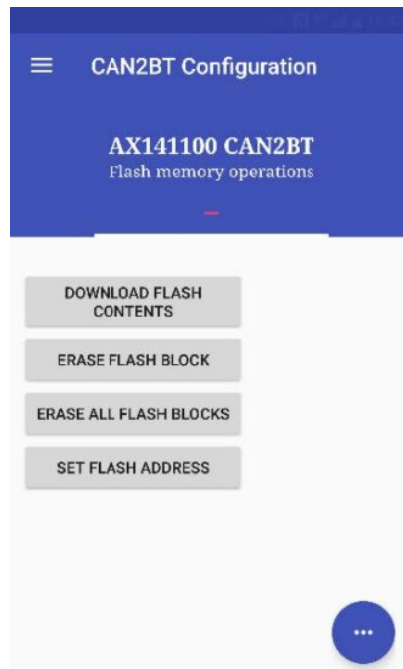 CAN2BT Configuration
AX141100 CAN2BT
Flash memory operations
DOWNLOAD FLASH
CONTENTS
ERASE FLASH BLOCK
ERASE ALL FLASH BLOCKS
SET FLASH ADDRESS